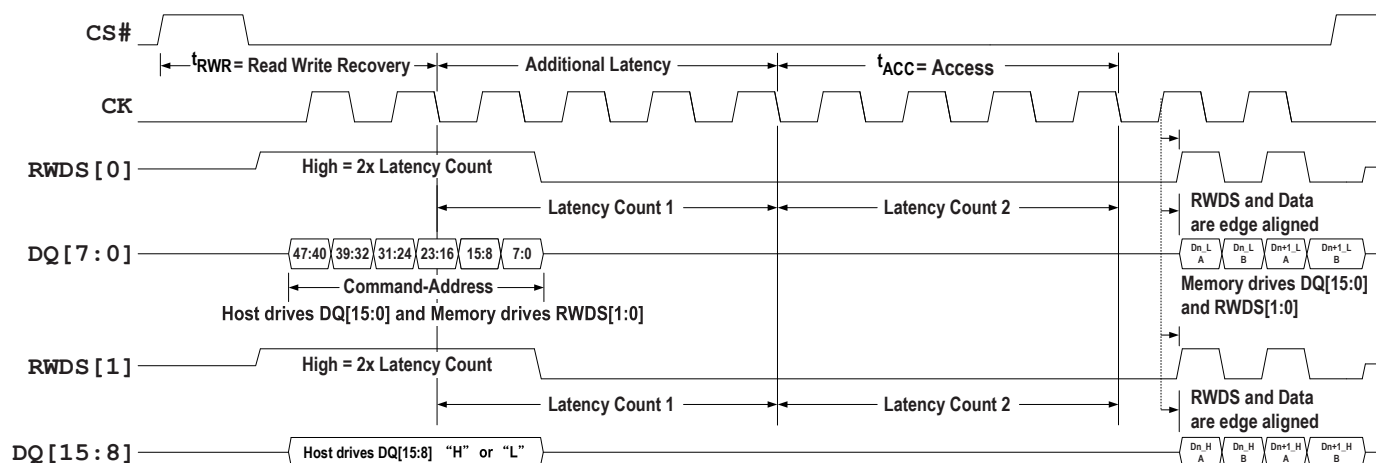 CS#
tRWR = Read Write Recovery
Additional Latency
tACC = Access
CK
RWDS[0]
High = 2x Latency Count
Latency Count 1
Latency Count 2
RWDS and Data
are edge aligned
DQ[7:0]
47:40 39:32 31:24 23:16 15:8 7:0
Dn_L A Dn_L B Dn+1_L A Dn+1_L B
Command-Address
Memory drives DQ[15:0]
and RWDS[1:0]
Host drives DQ[15:0] and Memory drives RWDS[1:0]
RWDS[1]
High = 2x Latency Count
Latency Count 1
Latency Count 2
RWDS and Data
are edge aligned
DQ[15:8]
Host drives DQ[15:8] “H” or “L”
Dn_H A Dn_H B Dn+1_H A Dn+1_H B